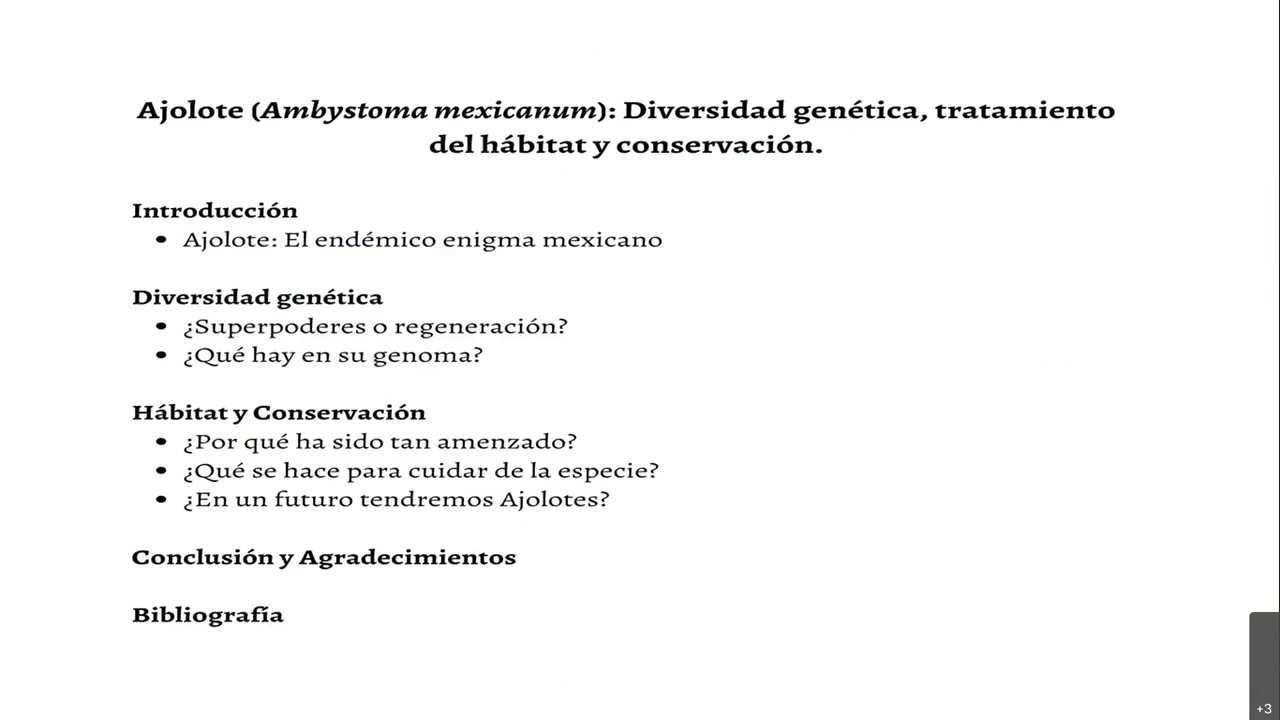 Ajolote (Ambystoma mexicanum): Diversidad genética, tratamiento
del hábitat y conservación.
Introducción
• Ajolote: El endémico enigma mexicano
Diversidad genética
• ¿Superpoderes o regeneración?
• ¿Qué hay en su genoma?
Hábitat y Conservación
• ¿Por qué ha sido tan amenzado?
• ¿Qué se hace para cuidar de la especie?
• ¿En un futuro tendremos Ajolotes?
Conclusión y Agradecimientos
Bibliografía
+3